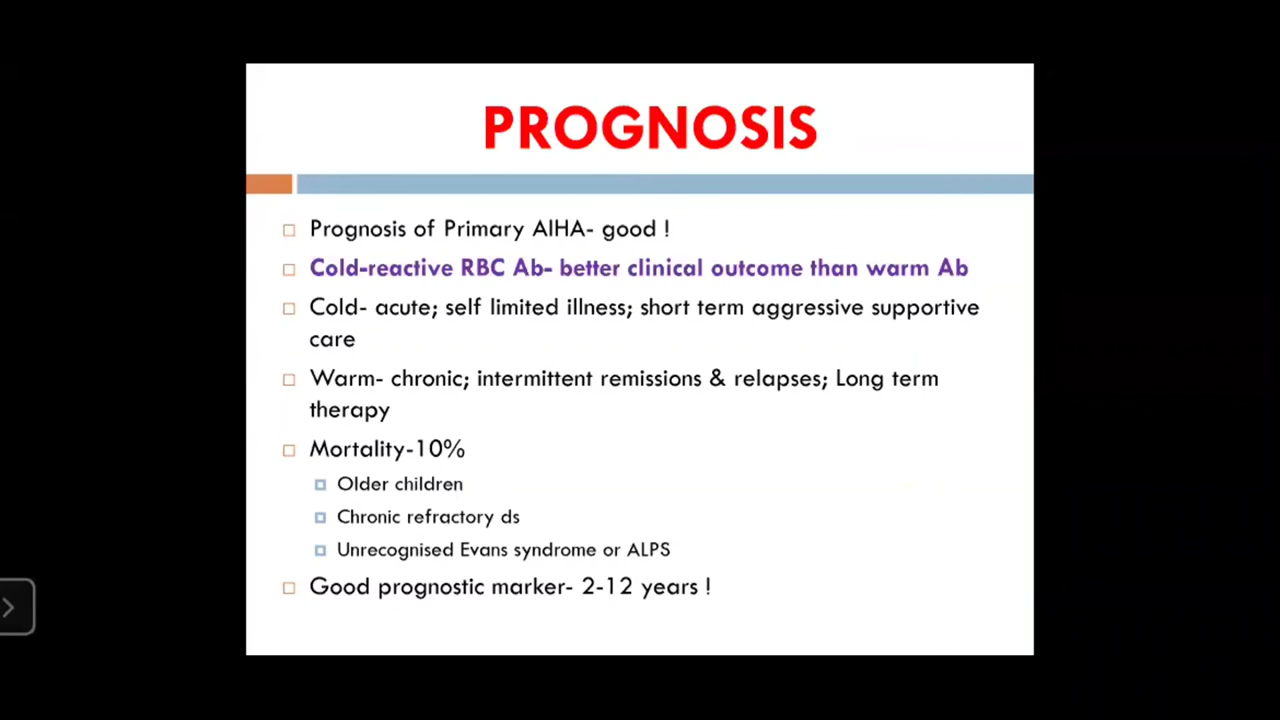 PROGNOSIS
Prognosis of Primary AIHA- good !
Cold-reactive RBC Ab- better clinical outcome than warm Ab
Cold- acute; self limited illness; short term aggressive supportive
care
Warm- chronic; intermittent remissions & relapses; Long term
therapy
Mortality-10%
Older children
Chronic refractory ds
Unrecognised Evans syndrome or ALPS
Good prognostic marker- 2-12 years !